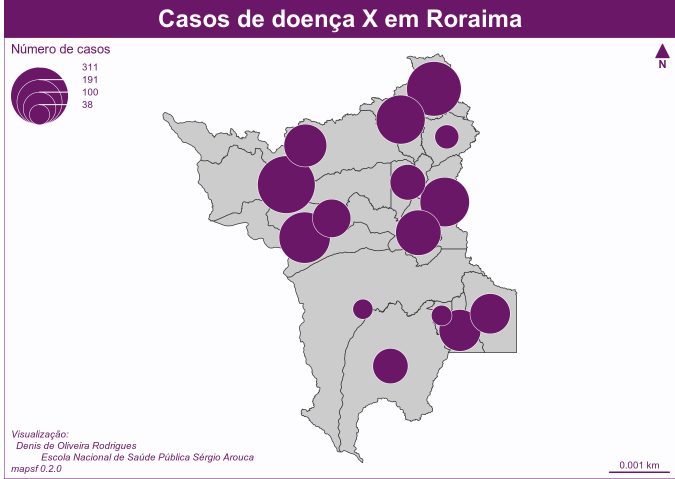 Casos de doença X em Roraima
Número de casos
311
191
100
38
N
Visualização:
Denis de Oliveira Rodrigues
Escola Nacional de Saúde Pública Sérgio Arouca
mapsf 0.2.0
0.001 km